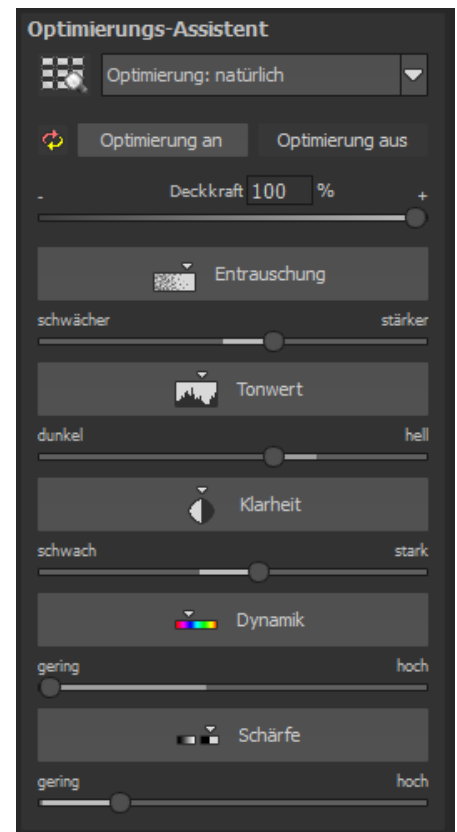 Optimierungs-Assistent
Optimierung: natürlich
Optimierung an Optimierung aus
- Deckkraft 100 % +
Entrauschung
schwächer stärker
Tonwert
dunkel hell
Klarheit
schwach stark
Dynamik
gering hoch
Schärfe
gering hoch